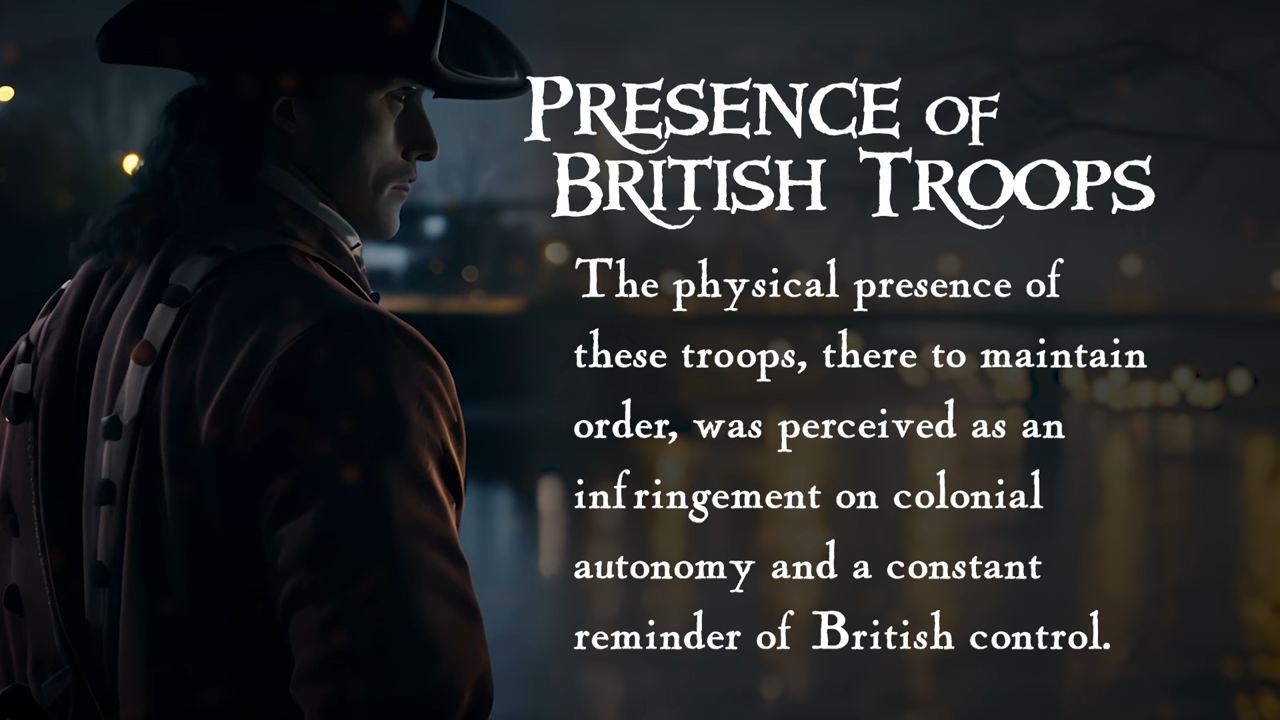 PRESENCE OF
BRITISH TROOPS
The physical presence of
these troops, there to maintain
order, was perceived as an
infringement on colonial
autonomy and a constant
reminder of British control.